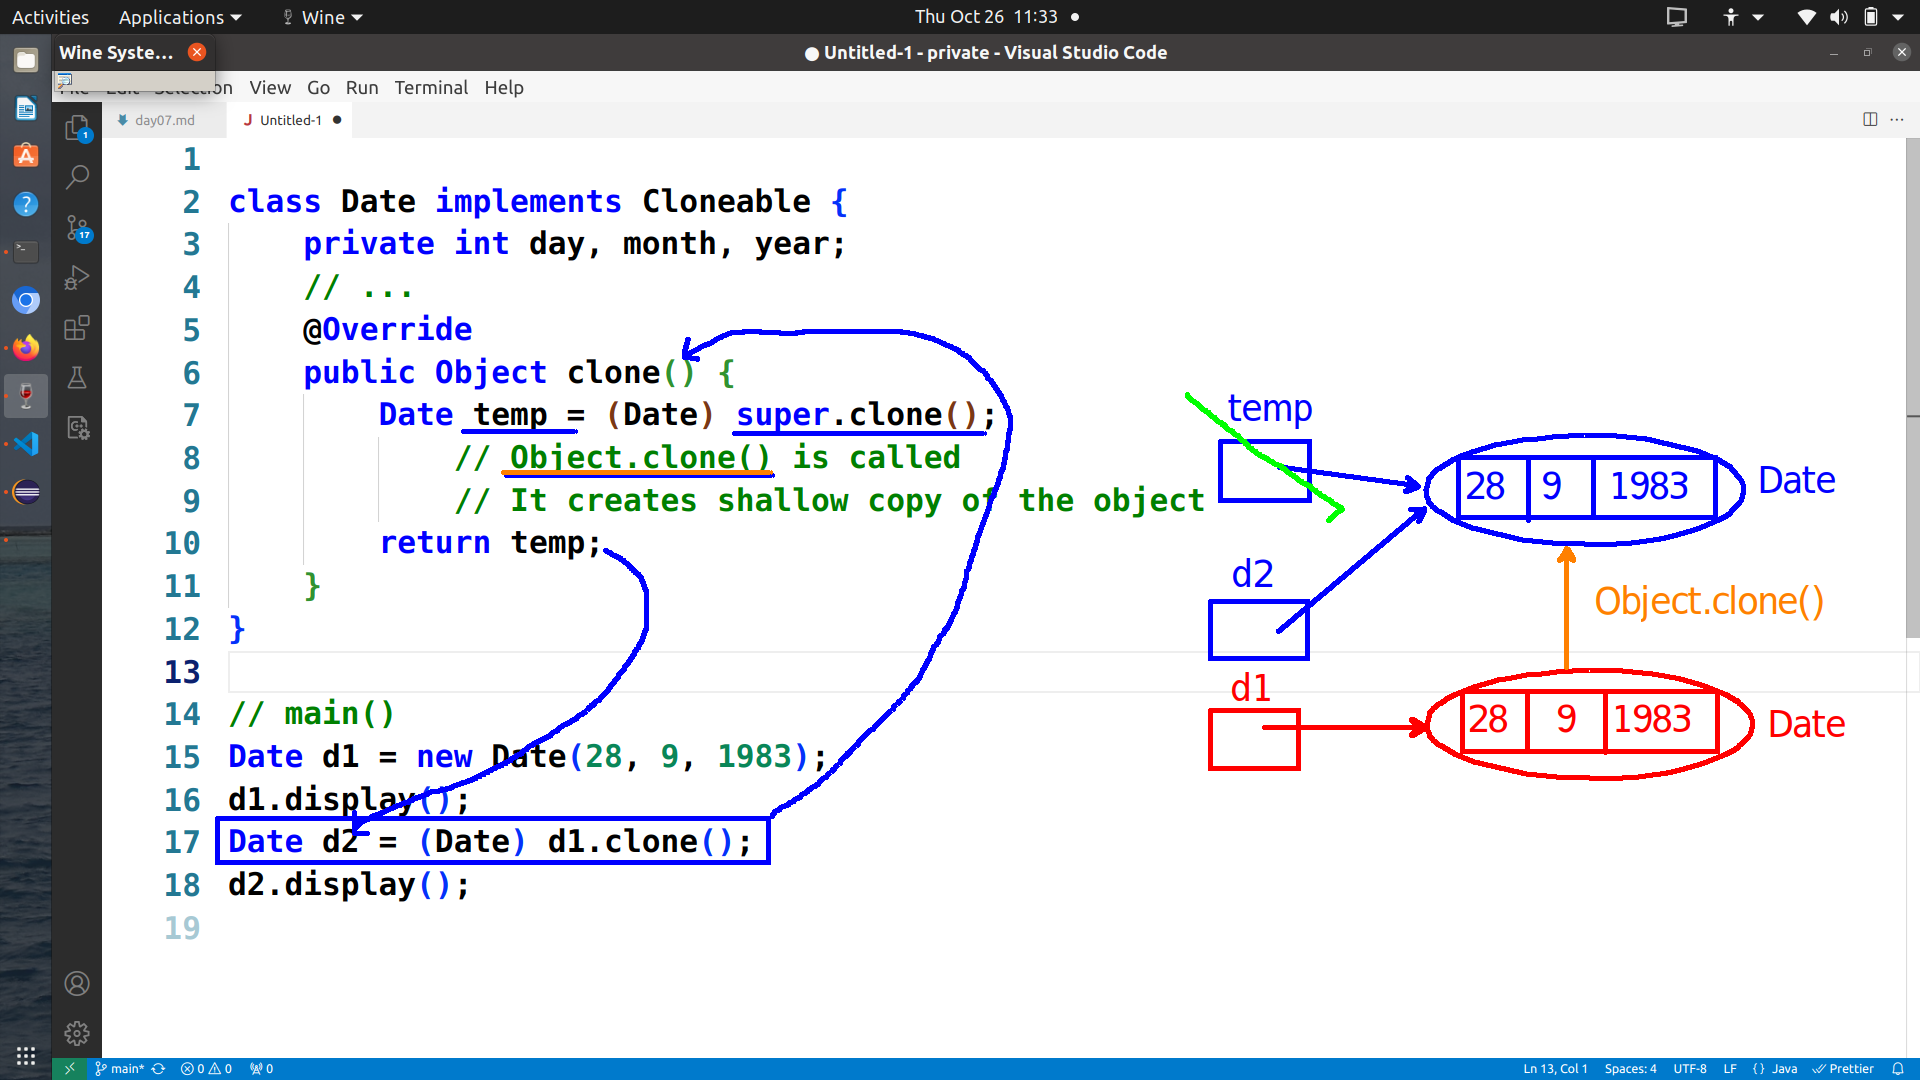 Activities Applications Wine Thu Oct 26 11:33
Wine Syste... Untitled-1 - private - Visual Studio Code
View Go Run Terminal Help
day07.md J Untitled-1
1
2 class Date implements Cloneable {
3 private int day, month, year;
4 // ...
5 @Override
6 public Object clone() {
7 Date temp = (Date) super.clone();
8 // Object.clone() is called
9 // It creates shallow copy of the object
10 return temp;
11 }
12 }
13
14 // main()
15 Date d1 = new Date(28, 9, 1983);
16 d1.display();
17 Date d2 = (Date) d1.clone();
18 d2.display();
19
temp
28 9 1983 Date
d2
Object.clone()
d1
28 9 1983 Date
1
17
main* 0 0 0 Ln 13, Col 1 Spaces: 4 UTF-8 LF {} Java Prettier